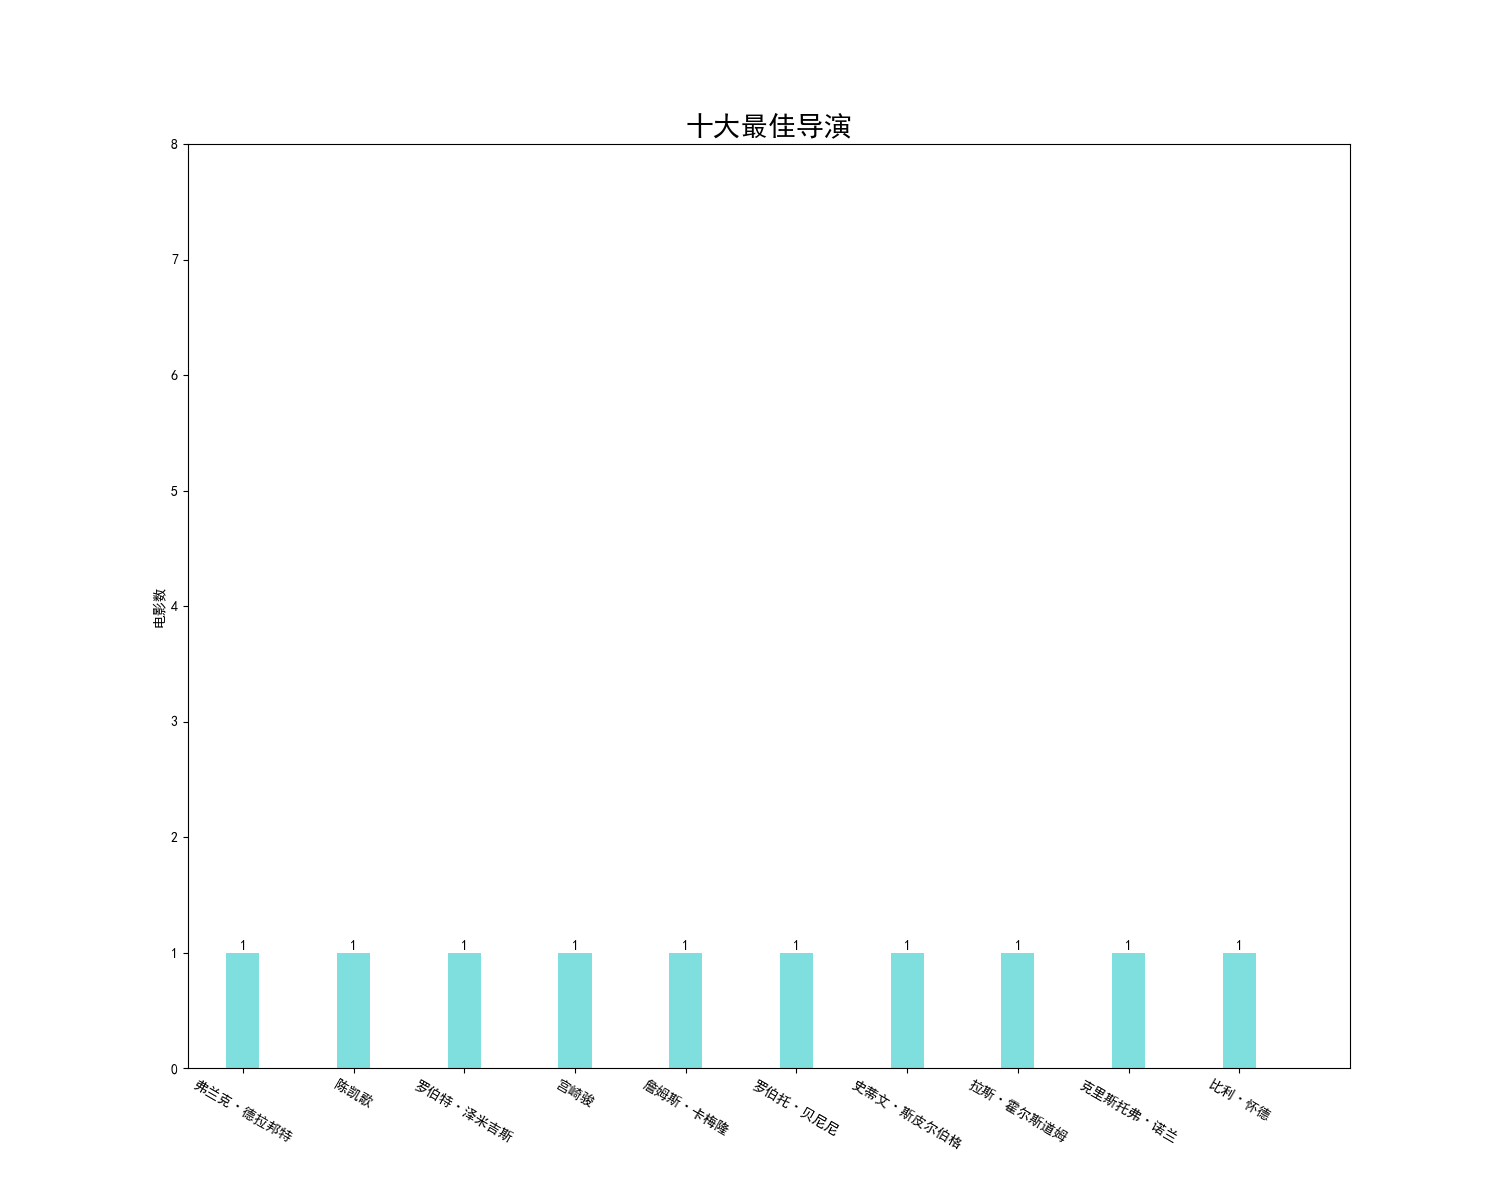 十大最佳导演
8
7
6
5
4
3
2
1
0
电影数
1 1 1 1 1 1 1 1 1 1
弗兰克·德拉邦特
陈凯歌
罗伯特·泽米吉斯
宫崎骏
詹姆斯·卡梅隆
罗伯托·贝尼尼
史蒂文·斯皮尔伯格
拉斯·霍尔斯道姆
克里斯托弗·诺兰
比利·怀德